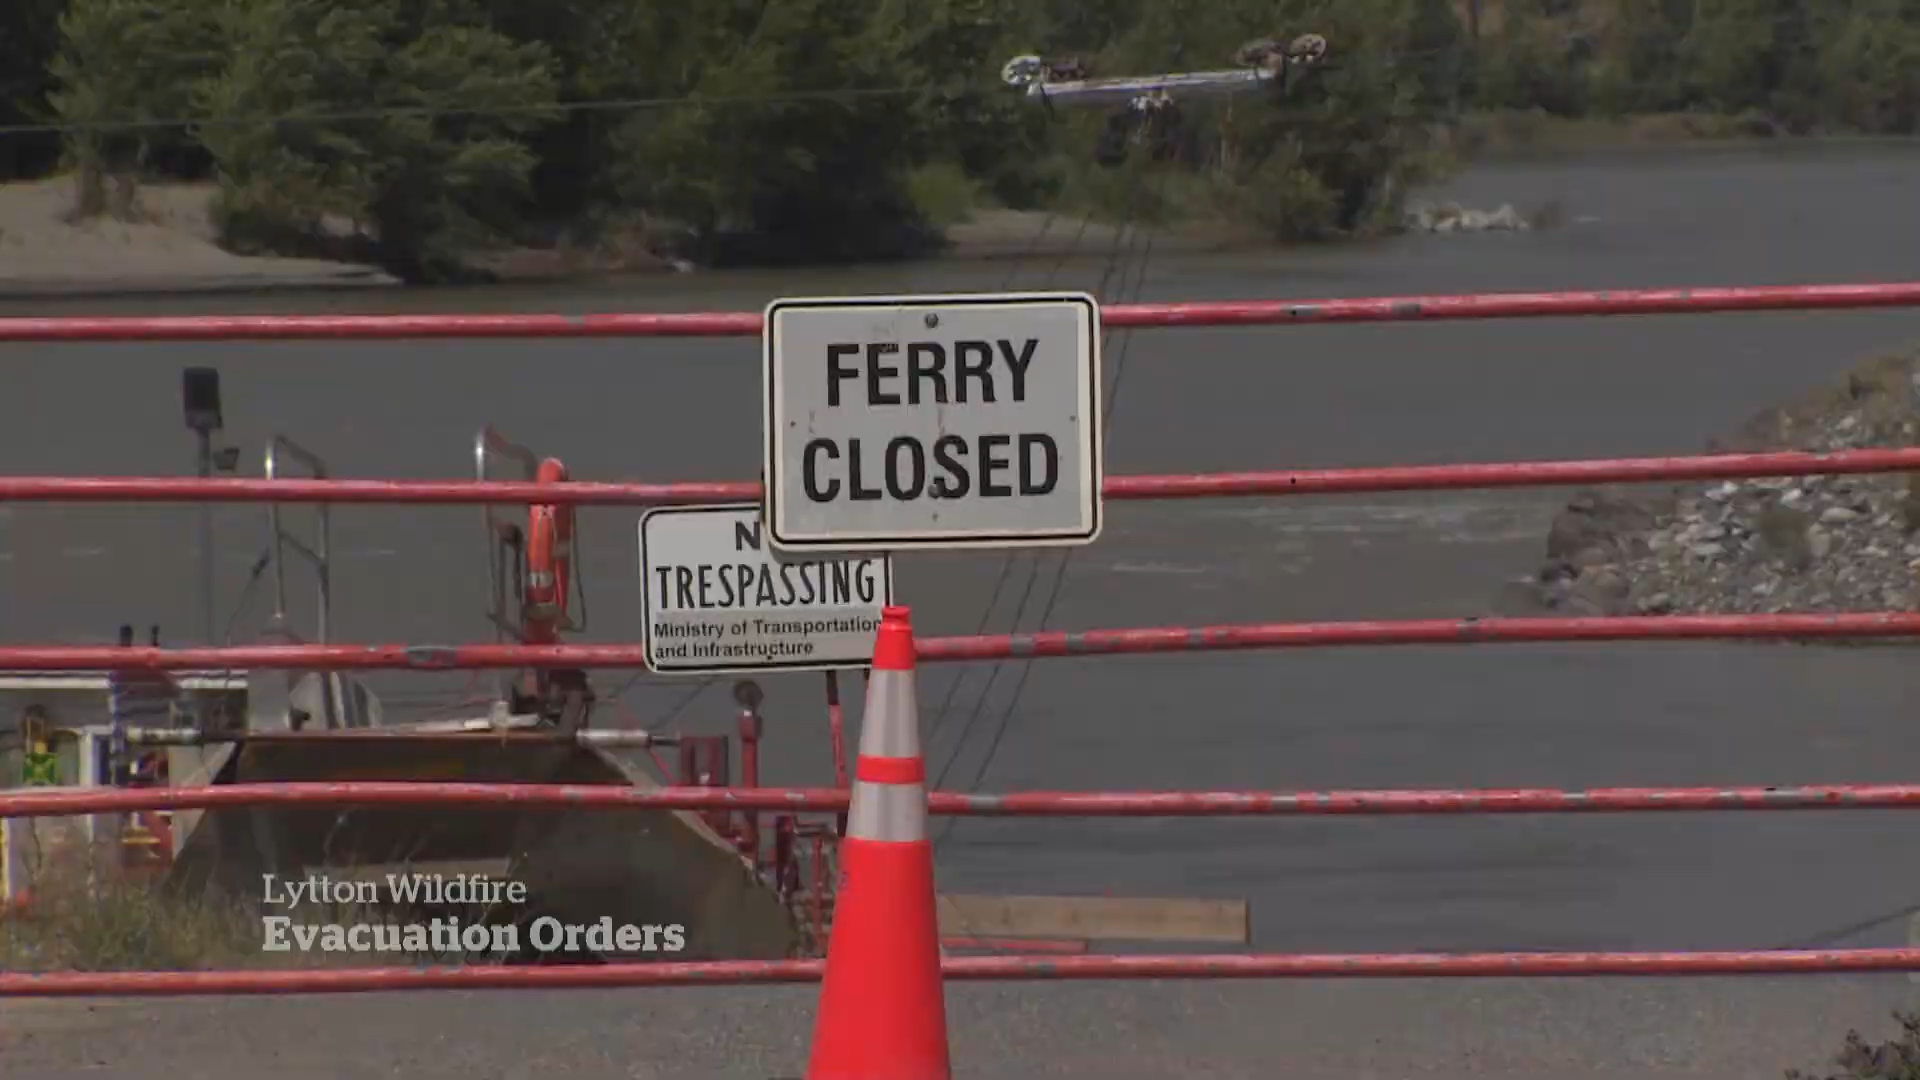 FERRY
CLOSED
TRESPASSING
Ministry of Transportation
and Infrastructure
Lytton Wildfire
Evacuation Orders